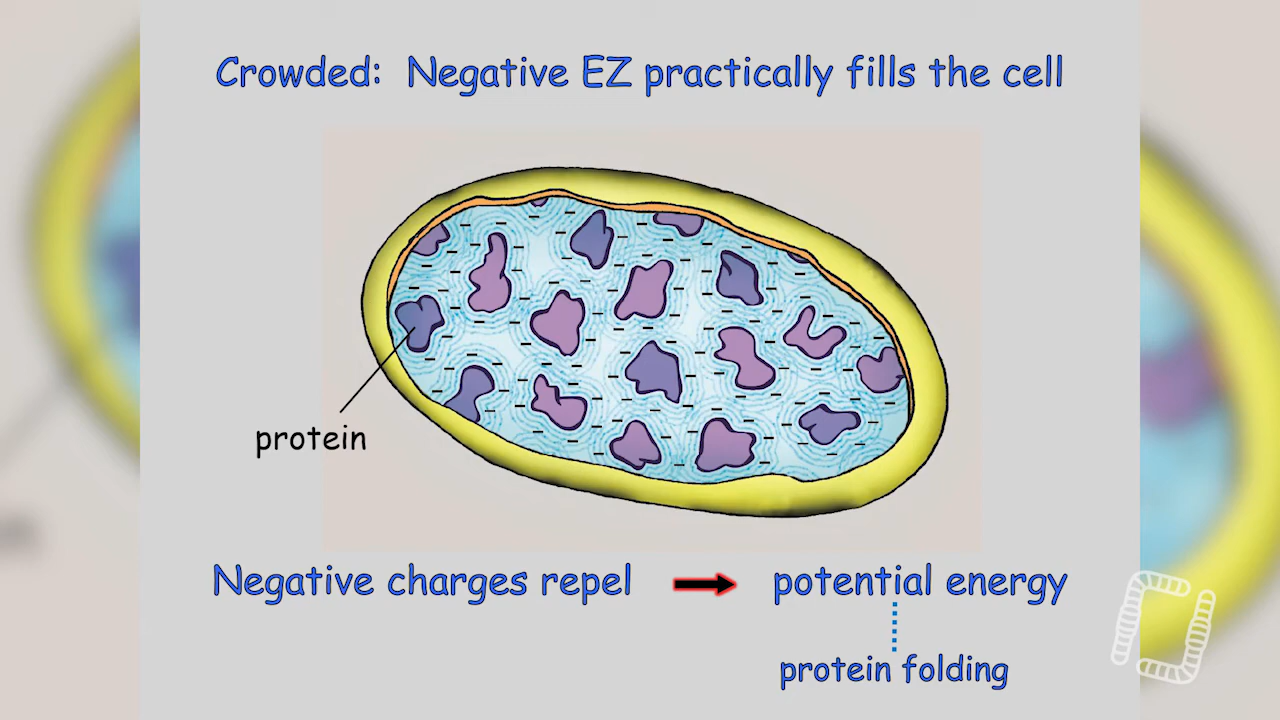 Crowded: Negative EZ practically fills the cell
protein
Negative charges repel → potential energy
protein folding